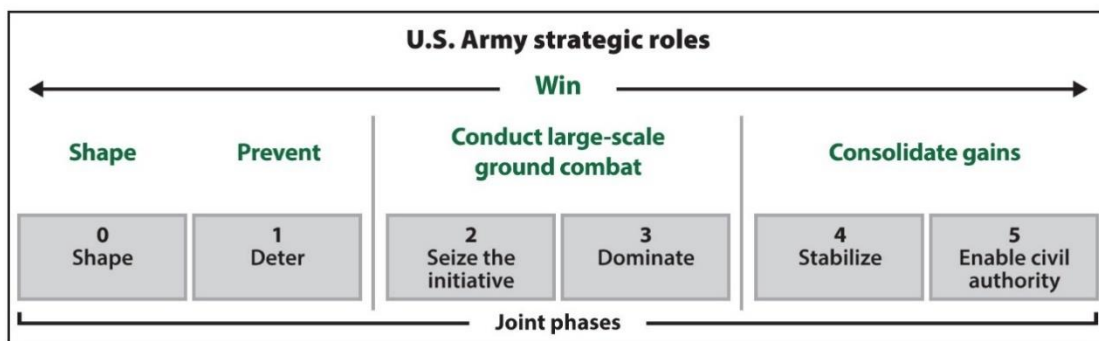 U.S. Army strategic roles
Win
Shape
Prevent
Conduct large-scale
ground combat
Consolidate gains
0
Shape
1
Deter
2
Seize the
initiative
3
Dominate
4
Stabilize
5
Enable civil
authority
Joint phases